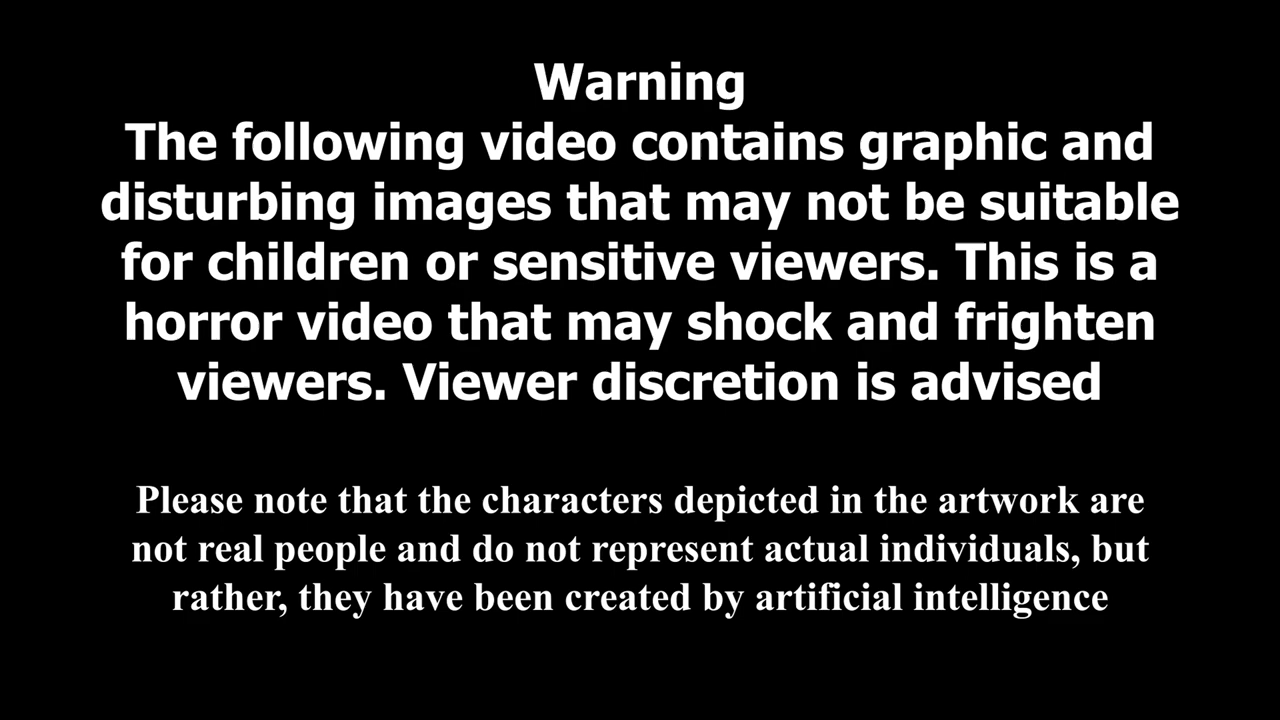 Warning
The following video contains graphic and
disturbing images that may not be suitable
for children or sensitive viewers. This is a
horror video that may shock and frighten
viewers. Viewer discretion is advised
Please note that the characters depicted in the artwork are
not real people and do not represent actual individuals, but
rather, they have been created by artificial intelligence